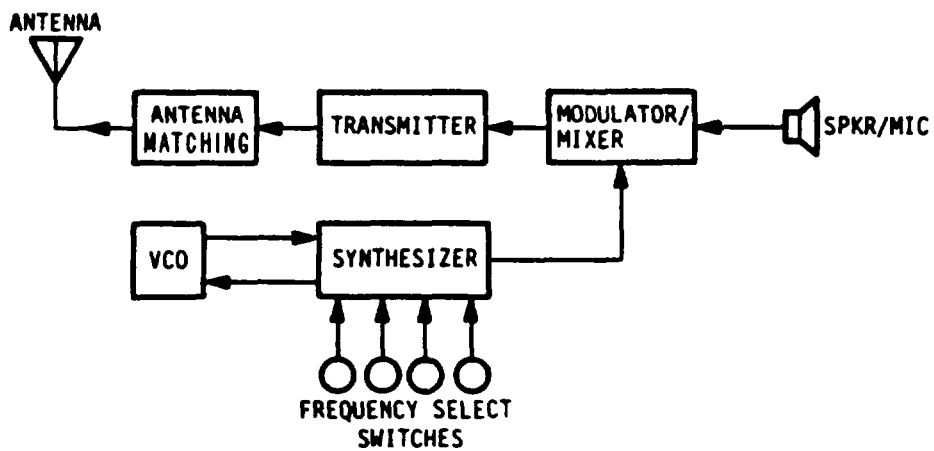 ANTENNA
ANTENNA
MATCHING
TRANSMITTER
MODULATOR/
MIXER
SPKR/MIC
VCO
SYNTHESIZER
FREQUENCY SELECT
SWITCHES